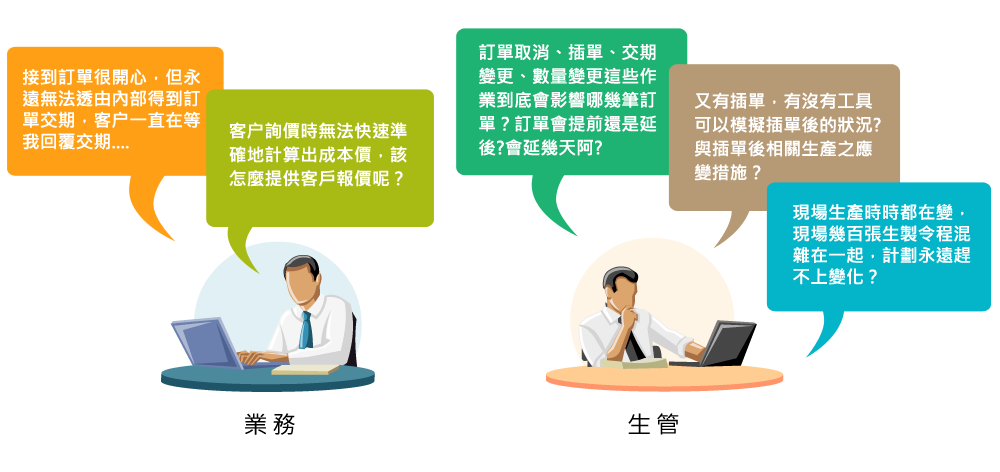 接到訂單很開心，但永
遠無法透由內部得到訂
單交期，客户一直在等
我回覆交期....
客户詢價時無法快速準
確地計算出成本價，該
怎麼提供客戶報價呢？
訂單取消、插單、交期
變更、數量變更這些作
業到底會影響哪幾筆訂
單？訂單會提前還是延
後?會延幾天阿?
又有插單，有沒有工具
可以模擬插單後的狀況?
與插單後相關生產之應
變措施？
現場生產時時都在變，
現場幾百張生製令程混
雜在一起，計劃永遠趕
不上變化？
業務
生管